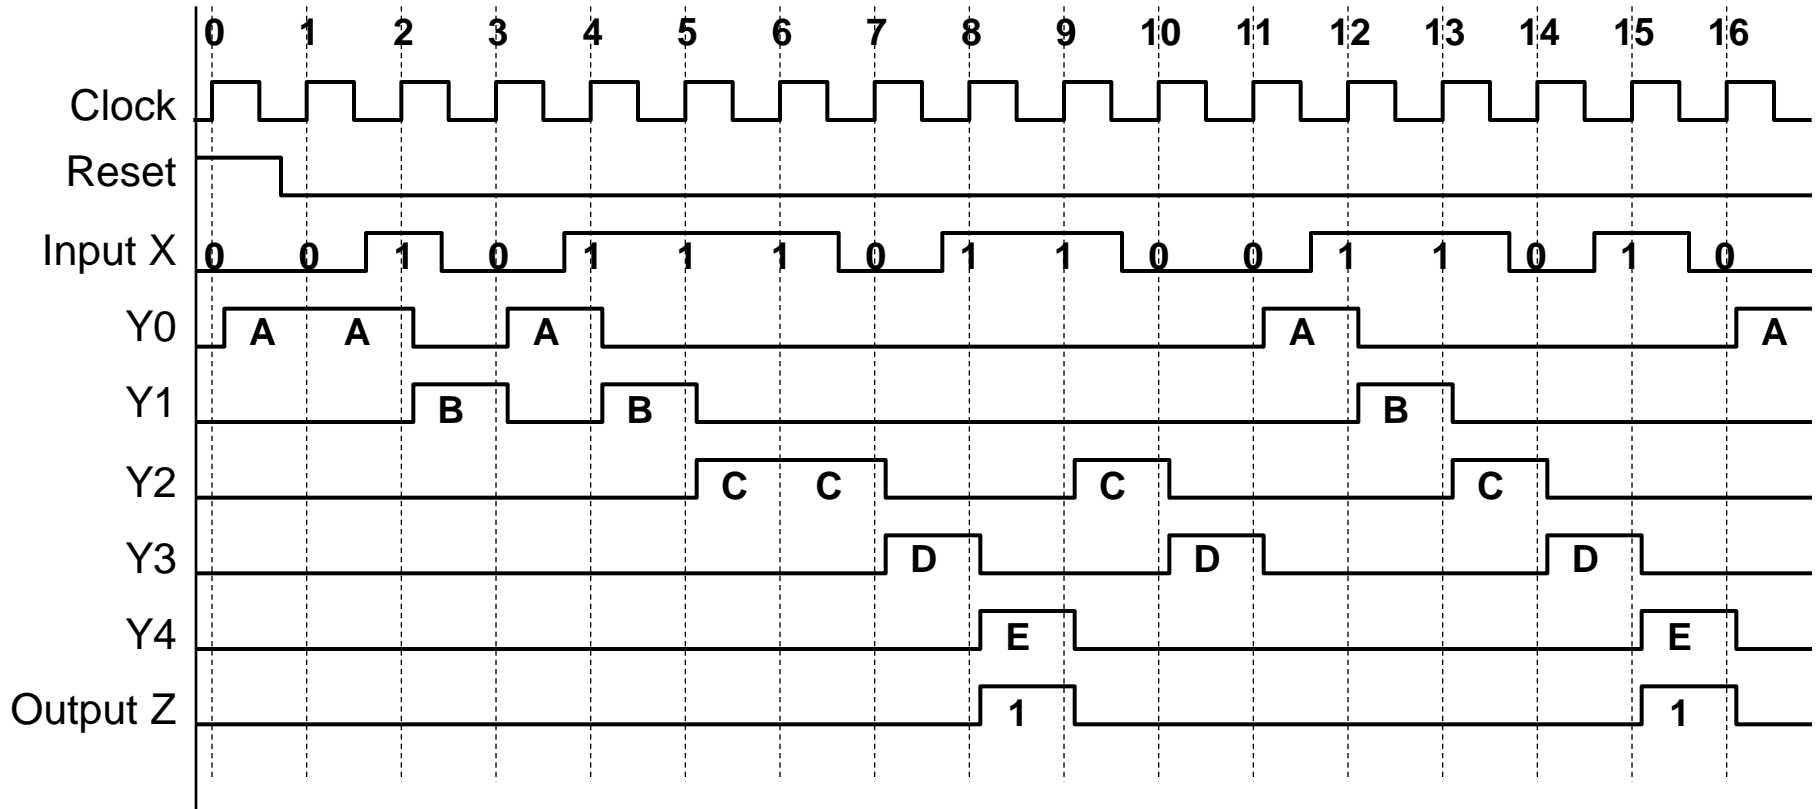 0 1 2 3 4 5 6 7 8 9 10 11 12 13 14 15 16
Clock
Reset
Input X 0 0 1 0 1 1 1 0 1 1 0 0 1 1 0 1 0
Y0 A A A A A
Y1 B B B
Y2 C C C C
Y3 D D D
Y4 E E
Output Z 1 1